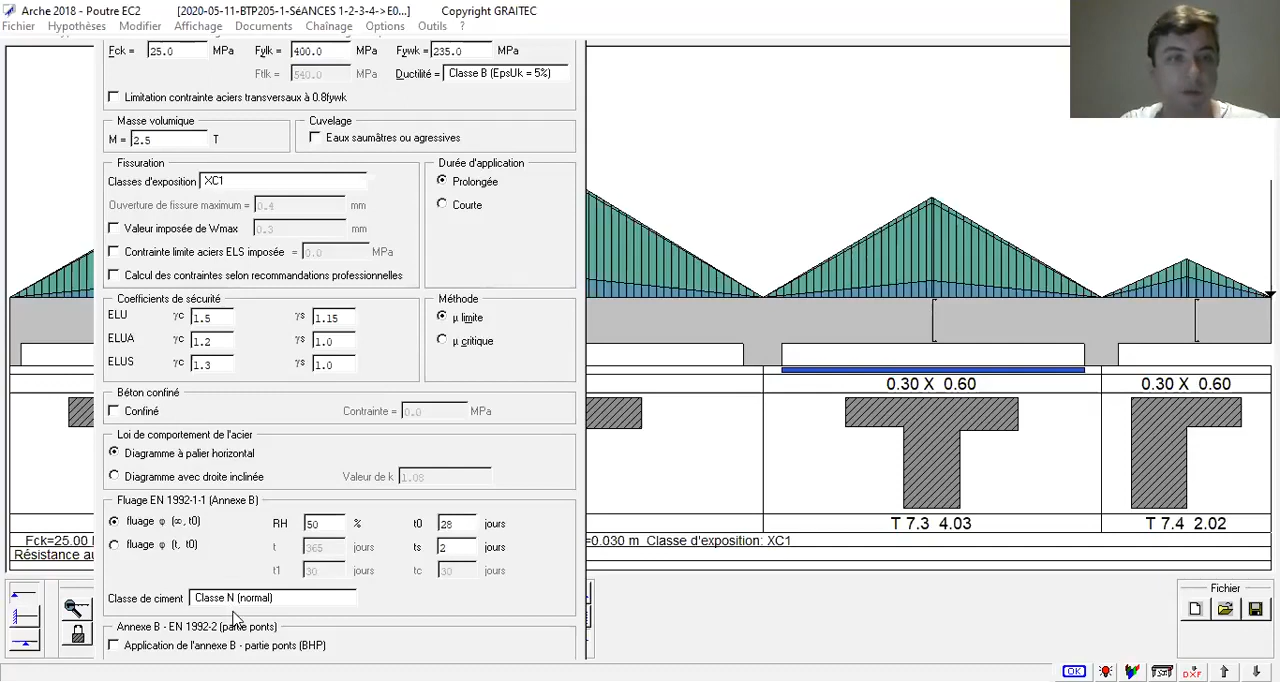 Arche 2018 - Poutre EC2 [2020-05-11-BTP205-1-SéANCES 1-2-3-4->E0...] Copyright GRAITEC
Fichier Hypothèses Modifier Affichage Documents Chaînage Options Outils ?
Fck = 25.0 MPa Fylk = 400.0 MPa Fywk = 235.0 MPa
Ftlk = 540.0 MPa Ductilité = Classe B (EpsUk = 5%)
Limitation contrainte aciers transversaux à 0.8fywk
Masse volumique Cuvelage
M = 2.5 T Eaux saumâtres ou agressives
Fissuration Durée d'application
Classes d'exposition XC1 Prolongée
Ouverture de fissure maximum = 0.4 mm Courte
Valeur imposée de Wmax 0.3 mm
Contrainte limite aciers ELS imposée = 0.0 MPa
Calcul des contraintes selon recommandations professionnelles
Coefficients de sécurité Méthode
ELU γc 1.5 γs 1.15 µ limite
ELUA γc 1.2 γs 1.0 µ critique
ELUS γc 1.3 γs 1.0
Béton confiné
Confiné Contrainte = 0.0 MPa
Loi de comportement de l'acier
Diagramme à palier horizontal
Diagramme avec droite inclinée Valeur de k 1.08
Fluage EN 1992-1-1 (Annexe B)
fluage φ (∞, t0) RH 50 % t0 28 jours
fluage φ (t, t0) t 365 jours ts 2 jours
t1 30 jours tc 30 jours
Classe de ciment Classe N (normal)
Annexe B - EN 1992-2 (partie ponts)
Application de l'annexe B - partie ponts (BHP)
0.30 X 0.60 0.30 X 0.60
T 7.3 4.03 T 7.4 2.02
Fck=25.00 =0.030 m Classe d'exposition: XC1
Résistance au
Fichier
OK DXF